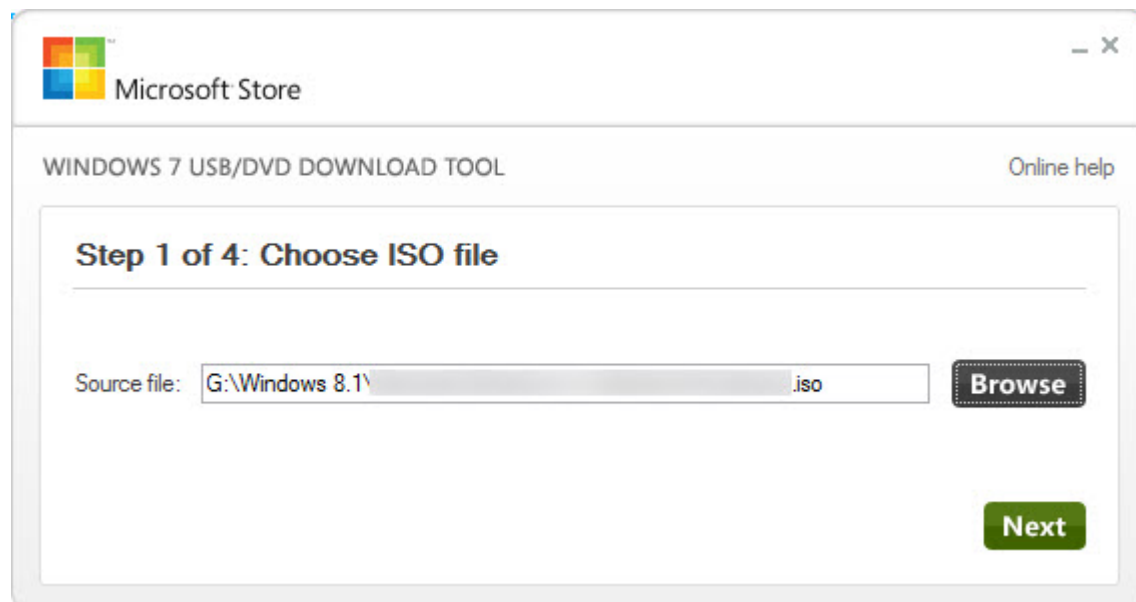 Microsoft Store
WINDOWS 7 USB/DVD DOWNLOAD TOOL Online help
Step 1 of 4: Choose ISO file
Source file: G:\Windows 8.1\ .iso Browse
Next